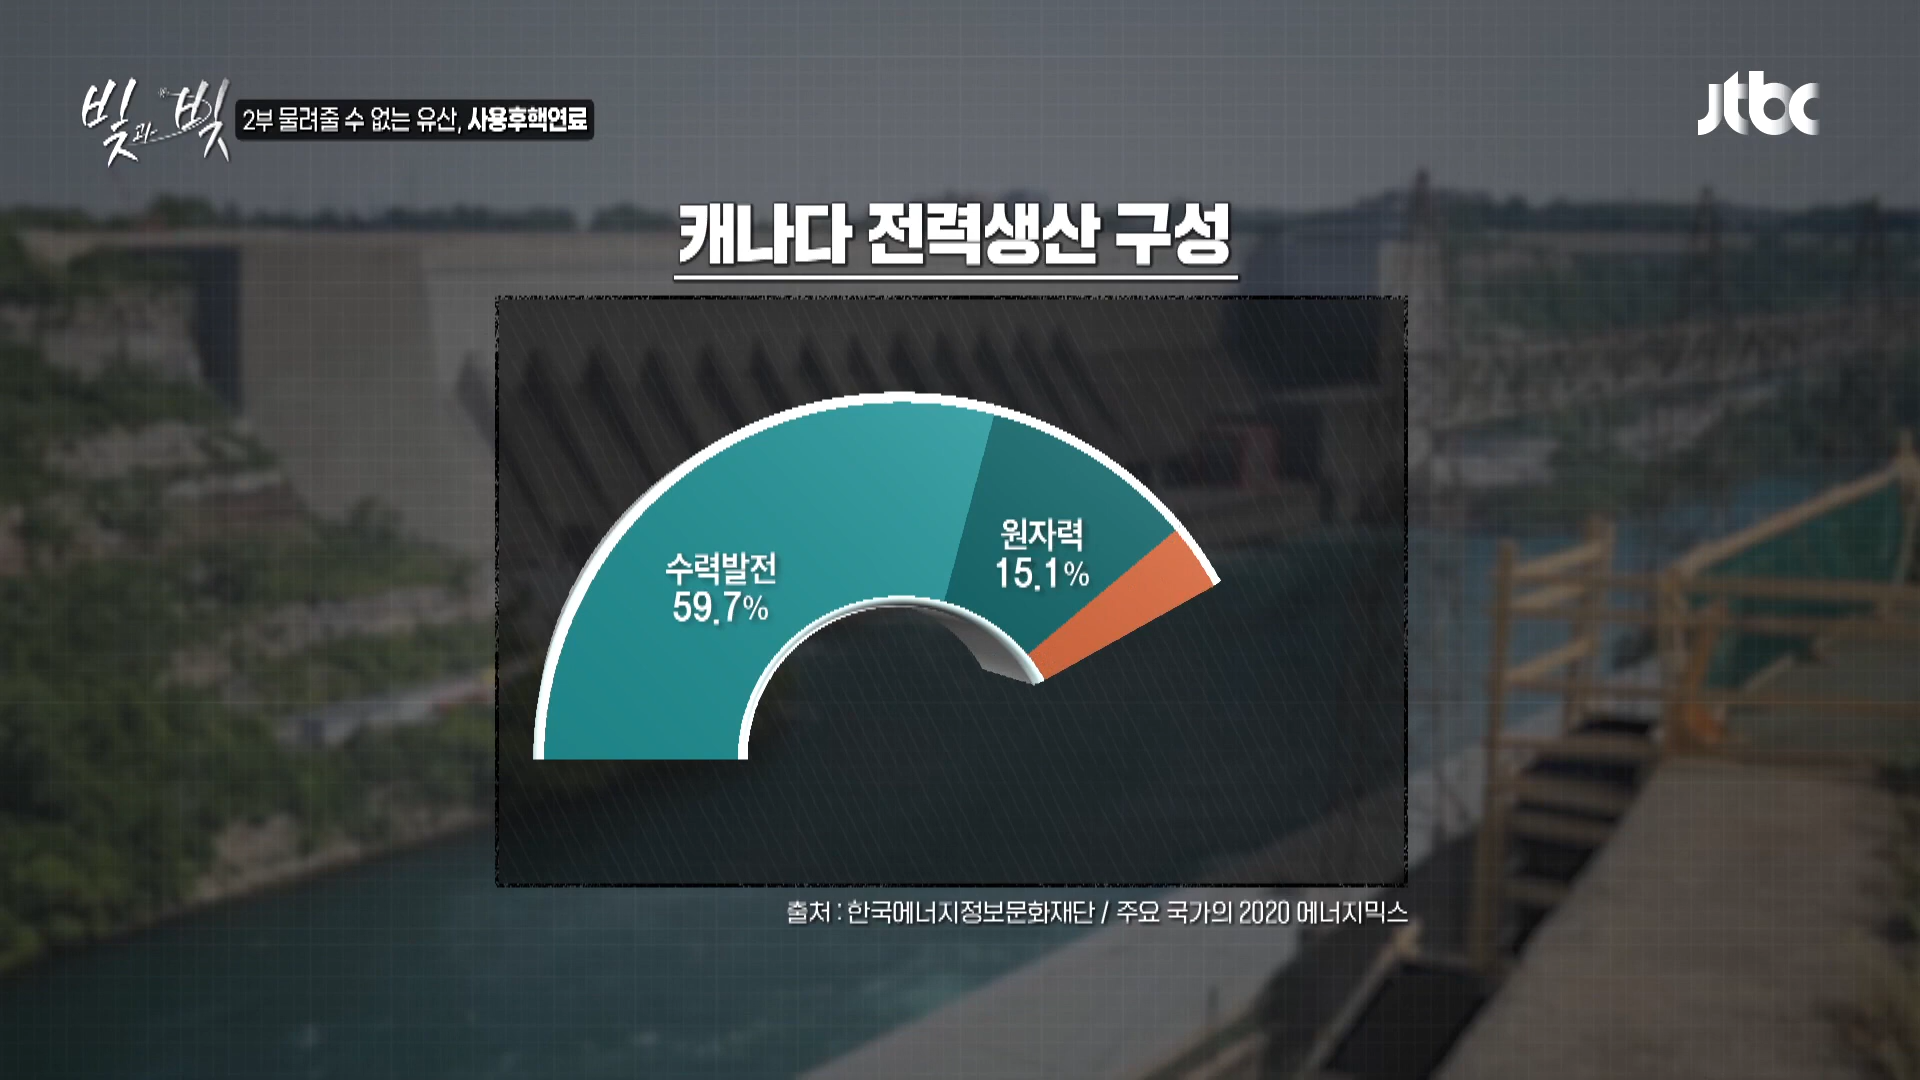 빛과 빚
2부 물려줄 수 없는 유산, 사용후핵연료
jtbc
캐나다 전력생산 구성
수력발전
59.7%
원자력
15.1%
출처 : 한국에너지정보문화재단 / 주요 국가의 2020 에너지믹스